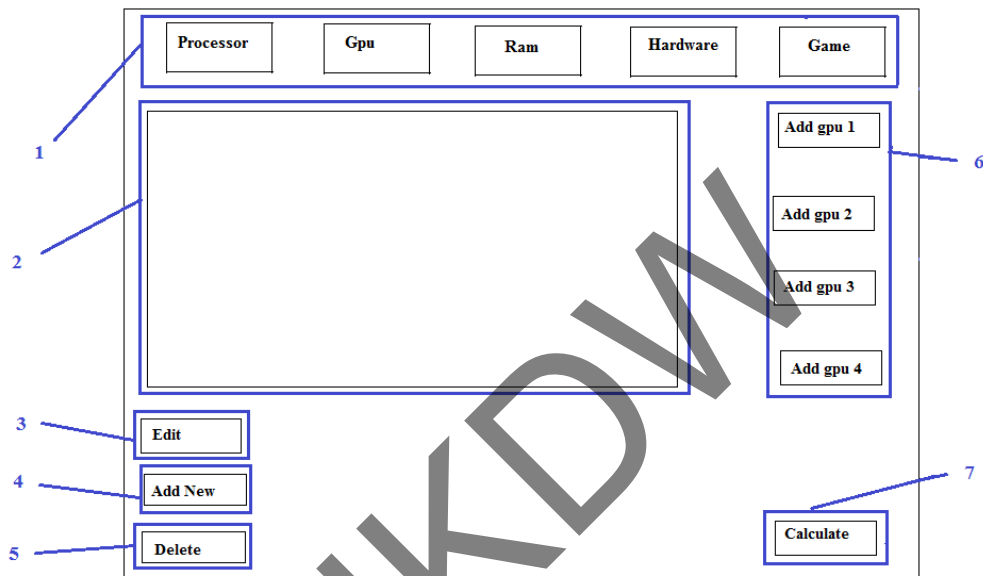 Processor Gpu Ram Hardware Game
1
Add gpu 1
6
Add gpu 2
2
Add gpu 3
Add gpu 4
3
Edit
4
Add New
7
5
Delete
Calculate
KDW